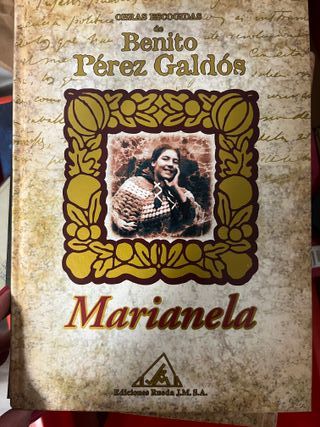 OBRAS ESCOGIDAS
de
Benito
Pérez Galdós
Marianela
Ediciones Rueda J.M. S.A.